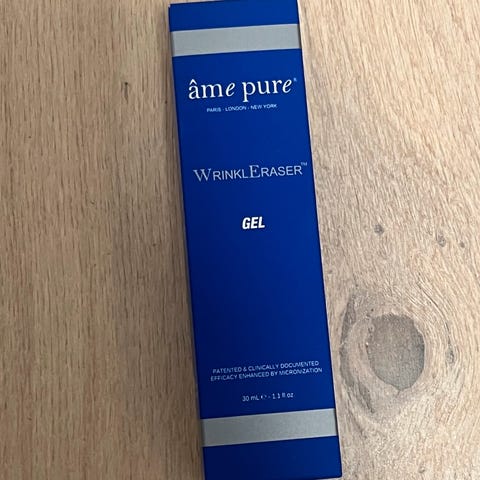 âme pure®
PARIS - LONDON - NEW YORK
WRINKLERASER™
GEL
PATENTED & CLINICALLY DOCUMENTED
EFFICACY ENHANCED BY MICRONIZATION
30 mL ℮ - 1.1 fl oz